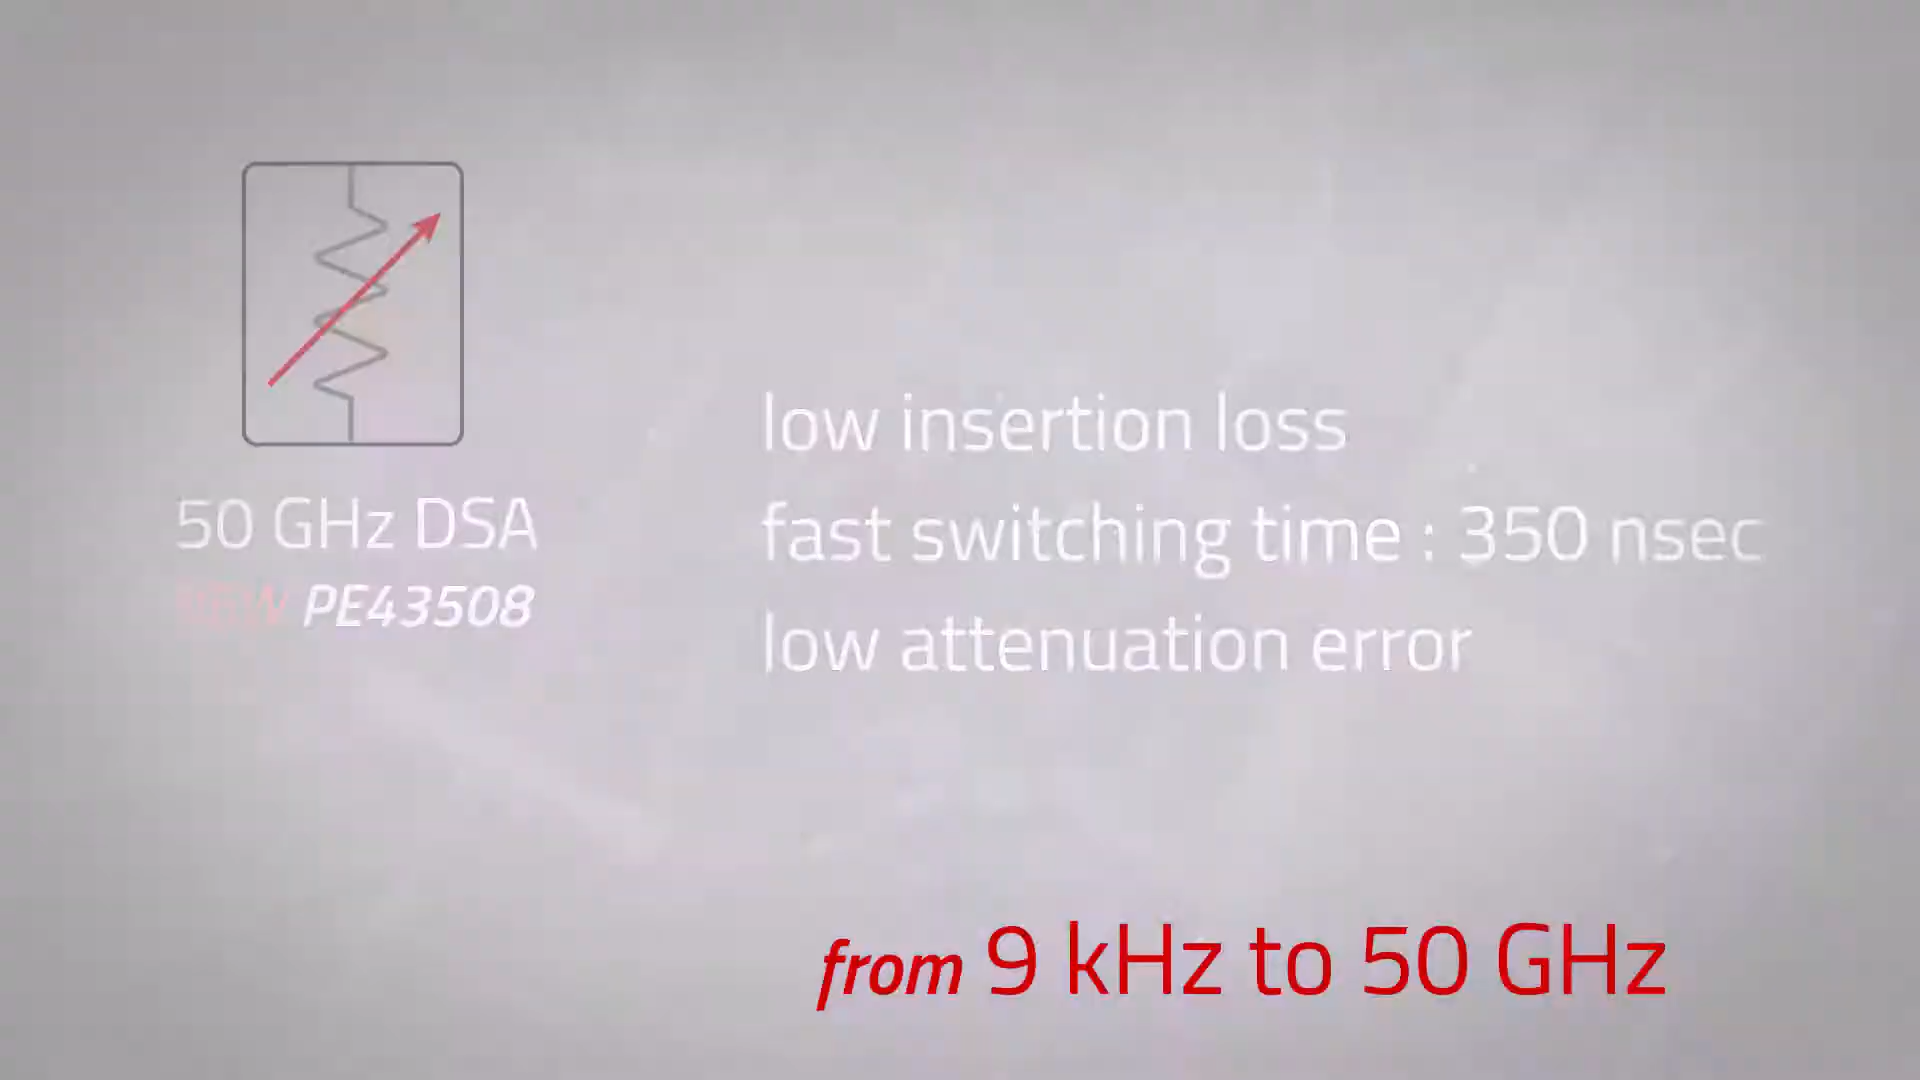 50 GHz DSA
NEW PE43508
low insertion loss
fast switching time : 350 nsec
low attenuation error
from 9 kHz to 50 GHz